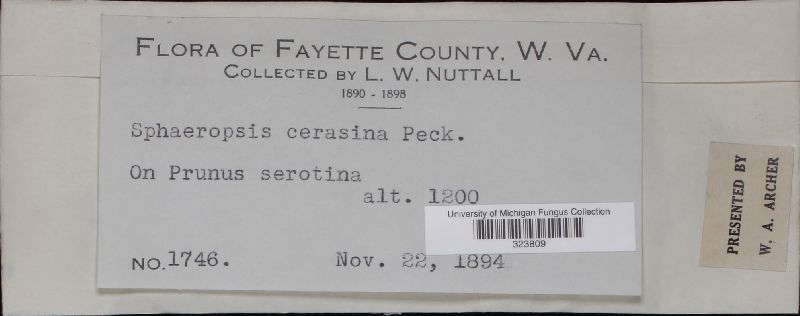 FLORA OF FAYETTE COUNTY, W. VA.
COLLECTED BY L. W. NUTTALL
1890 - 1898
Sphaeropsis cerasina Peck.
On Prunus serotina
alt. 1200
University of Michigan Fungus Collection
323809
NO.1746.
Nov. 22, 1894
PRESENTED BY
W. A. ARCHER